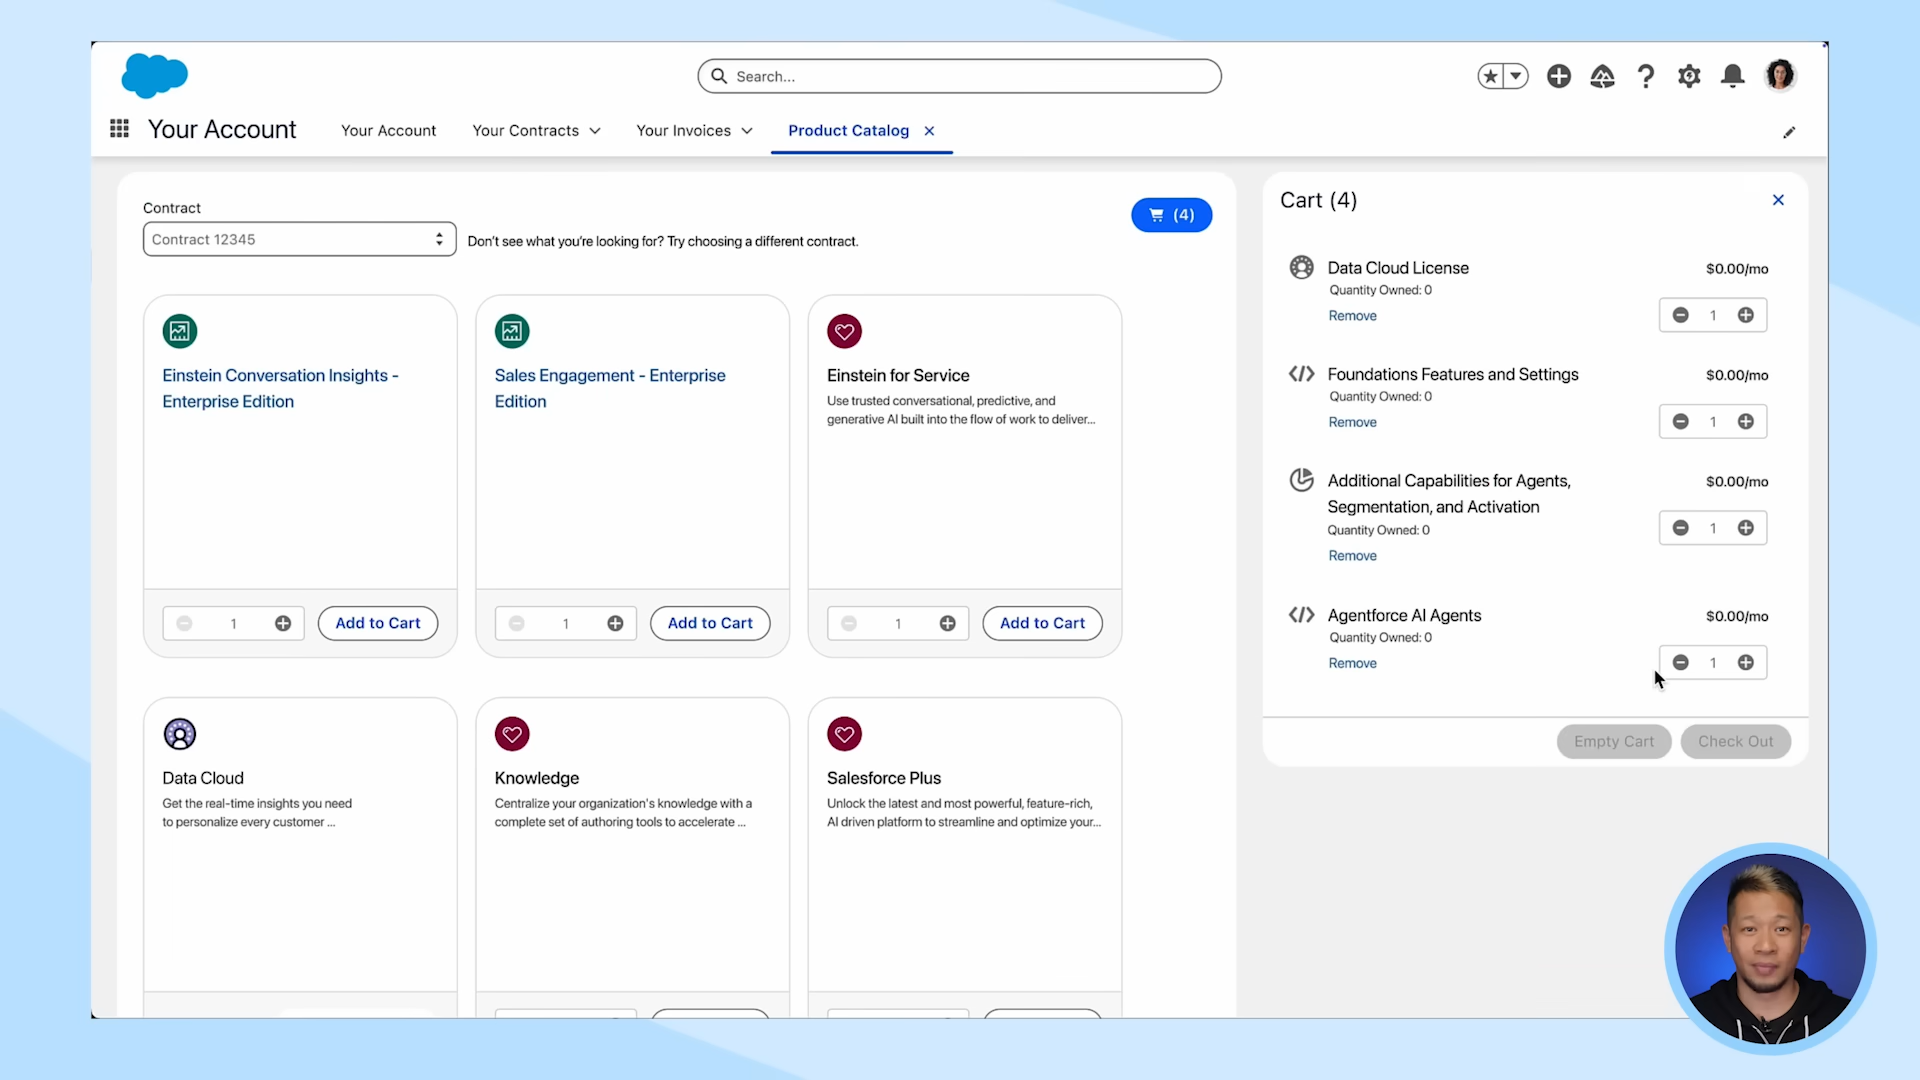 Search...
Your Account
Your Account
Your Contracts
Your Invoices
Product Catalog
Contract
Contract 12345
Don't see what you're looking for? Try choosing a different contract.
(4)
Einstein Conversation Insights -
Enterprise Edition
1
Add to Cart
Sales Engagement - Enterprise
Edition
1
Add to Cart
Einstein for Service
Use trusted conversational, predictive, and
generative AI built into the flow of work to deliver...
1
Add to Cart
Data Cloud
Get the real-time insights you need
to personalize every customer ...
Knowledge
Centralize your organization's knowledge with a
complete set of authoring tools to accelerate ...
Salesforce Plus
Unlock the latest and most powerful, feature-rich,
AI driven platform to streamline and optimize your...
Cart (4)
Data Cloud License
$0.00/mo
Quantity Owned: 0
Remove
1
Foundations Features and Settings
$0.00/mo
Quantity Owned: 0
Remove
1
Additional Capabilities for Agents,
Segmentation, and Activation
$0.00/mo
Quantity Owned: 0
Remove
1
Agentforce AI Agents
$0.00/mo
Quantity Owned: 0
Remove
1
Empty Cart
Check Out